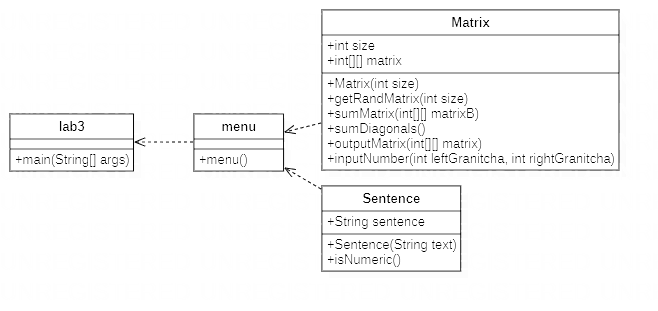 Matrix
+int size
+int[][] matrix
+Matrix(int size)
+getRandMatrix(int size)
+sumMatrix(int[][] matrixB)
+sumDiagonals()
+outputMatrix(int[][] matrix)
+inputNumber(int leftGranitcha, int rightGranitcha)
lab3
+main(String[] args)
menu
+menu()
Sentence
+String sentence
+Sentence(String text)
+isNumeric()